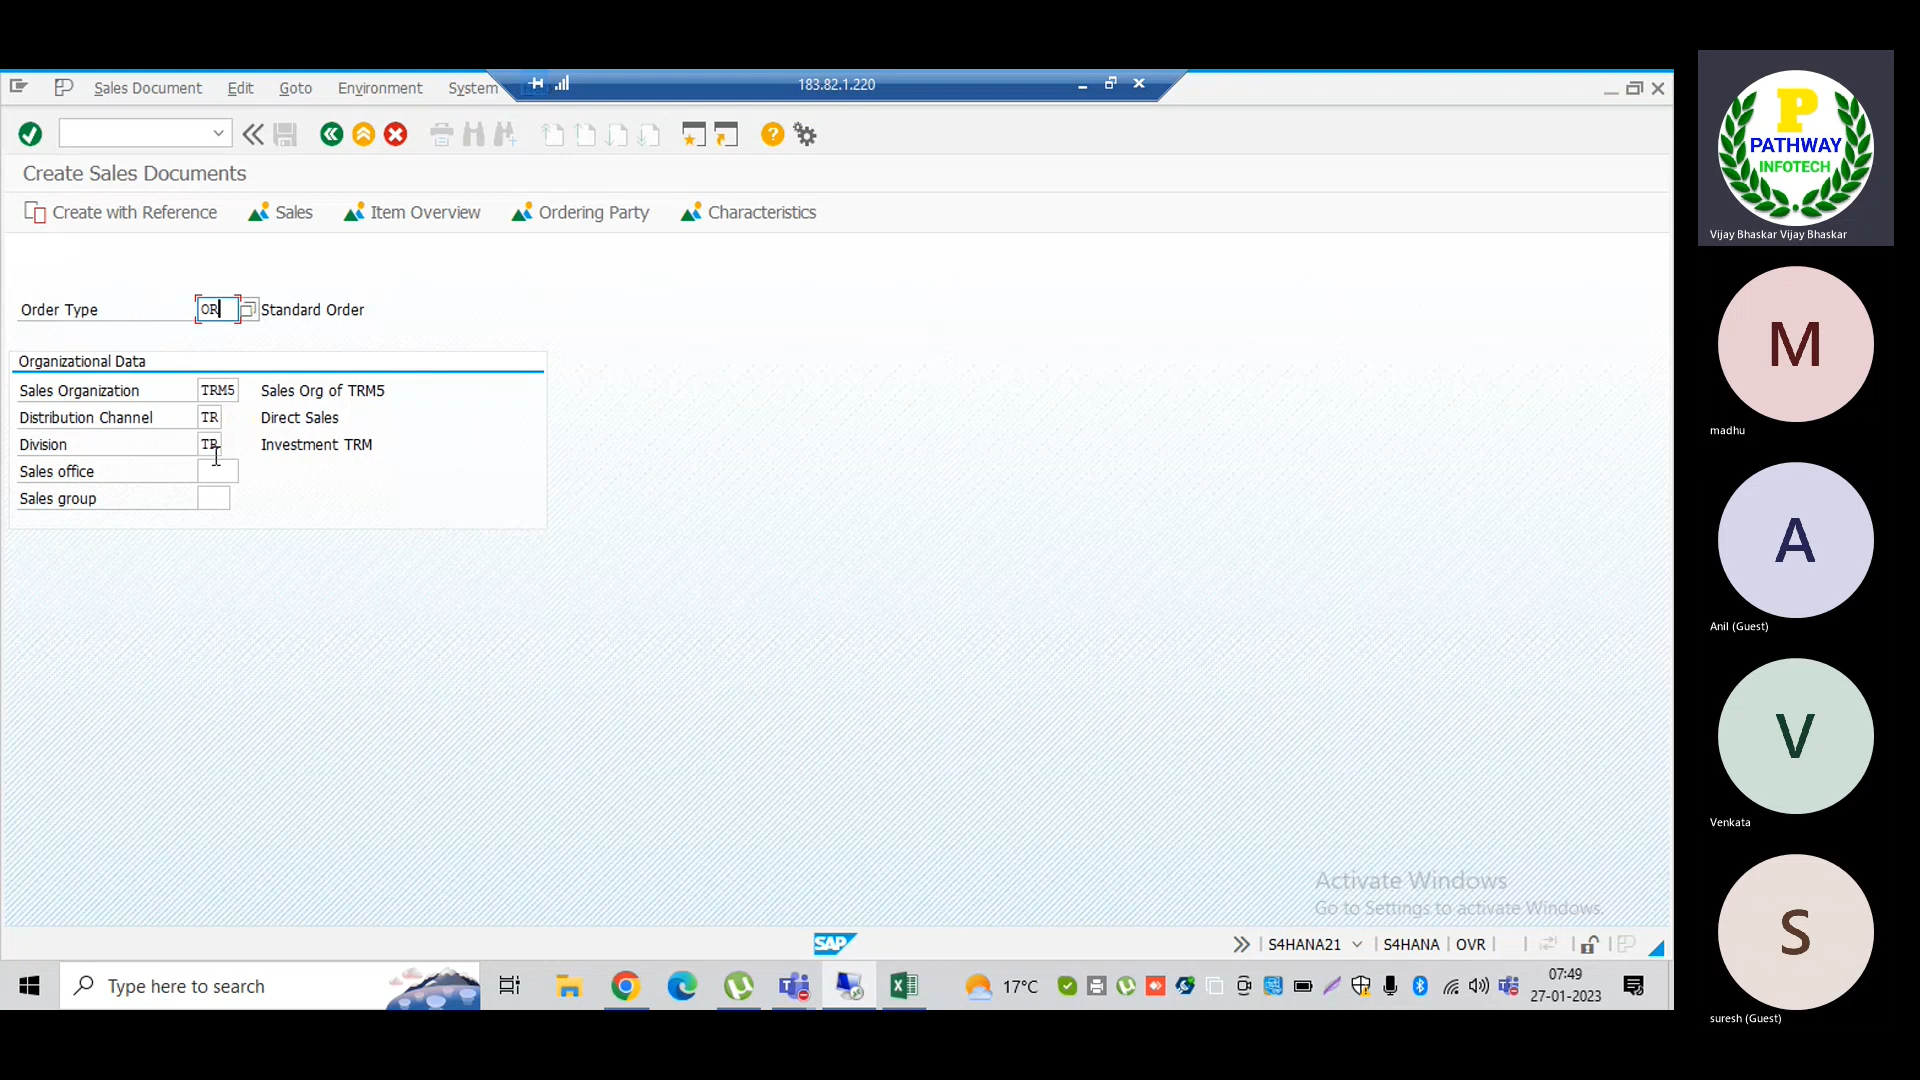 Sales Document Edit Goto Environment System
183.82.1.220
Create Sales Documents
Create with Reference Sales Item Overview Ordering Party Characteristics
Order Type OR Standard Order
Organizational Data
Sales Organization TRM5 Sales Org of TRM5
Distribution Channel TR Direct Sales
Division TR Investment TRM
Sales office
Sales group
Activate Windows
Go to Settings to activate Windows.
SAP
S4HANA21 S4HANA OVR
Type here to search
17°C
07:49
27-01-2023
P
PATHWAY
INFOTECH
Vijay Bhaskar Vijay Bhaskar
M
madhu
A
Anil (Guest)
V
Venkata
S
suresh (Guest)